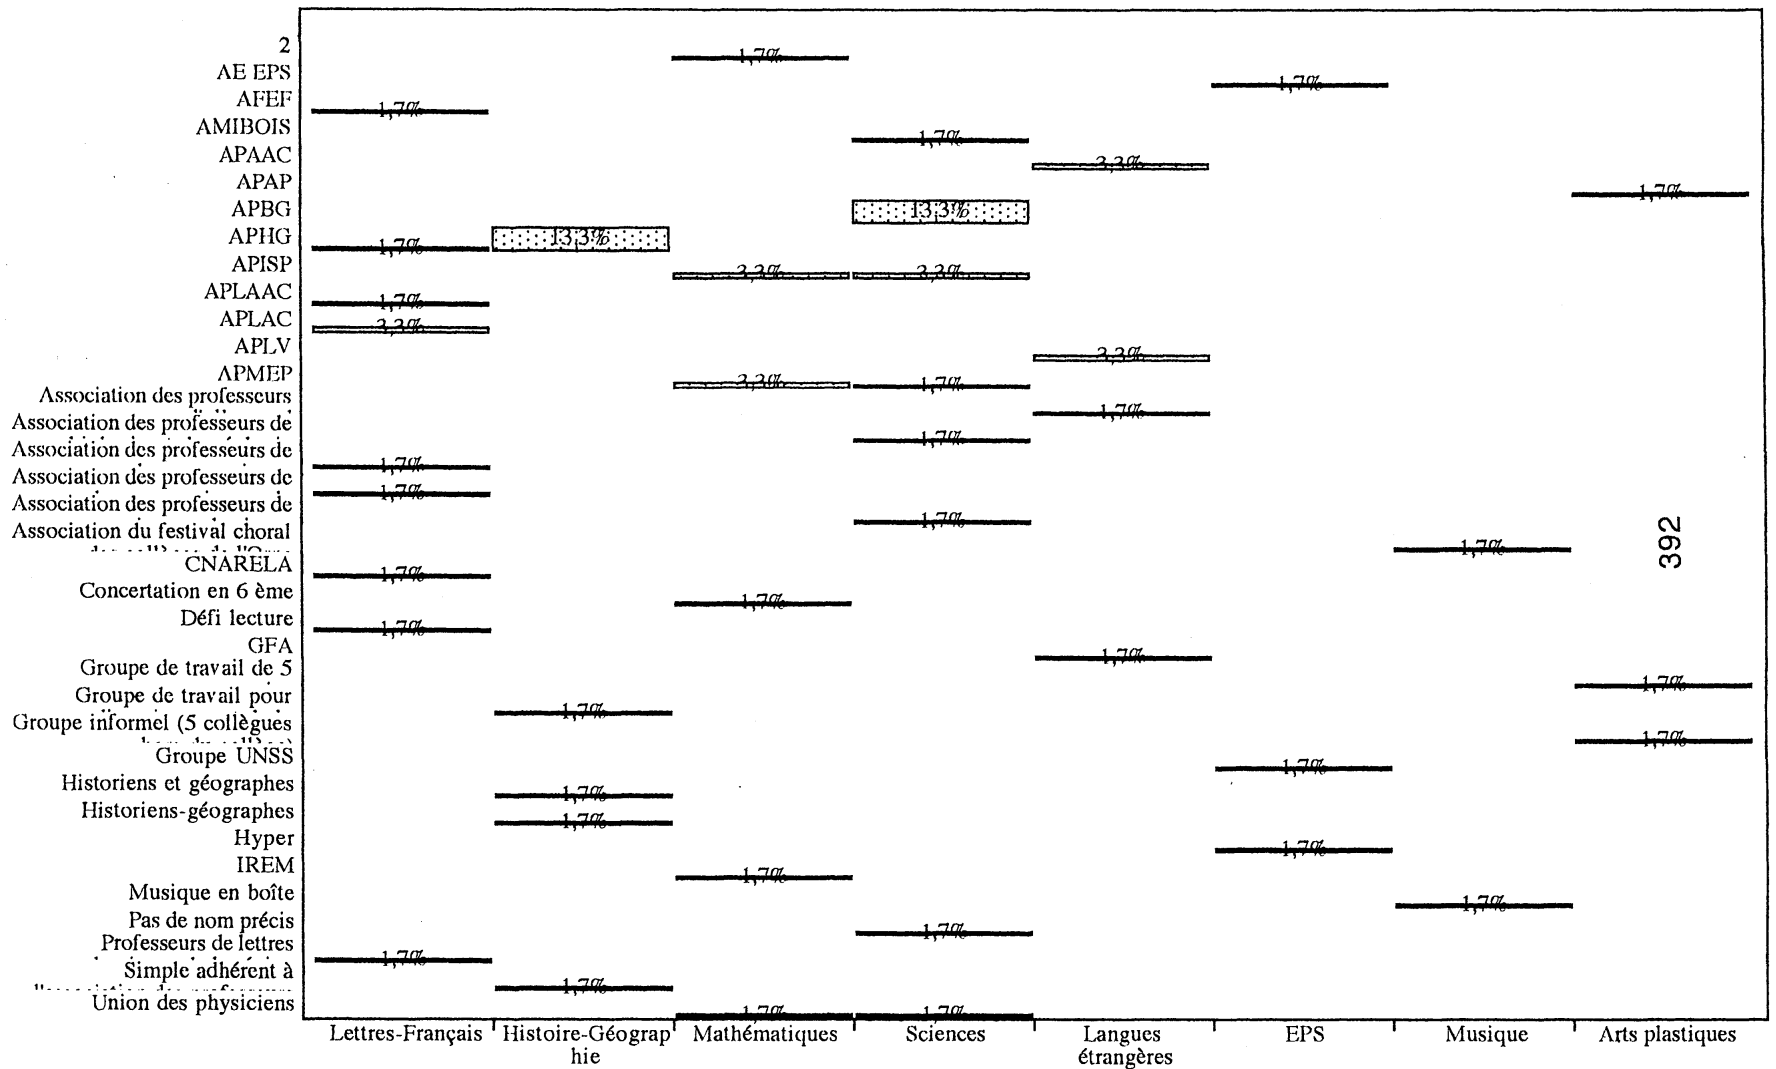 2
1,7%
AE EPS
1,7%
AFEF
1,7%
AMIBOIS
1,7%
APAAC
3,3%
APAP
1,7%
APBG
13,3%
APHG
1,7% 13,3%
APISP
3,3% 3,3%
APLAAC
1,7%
APLAC
3,3%
APLV
3,3%
APMEP
3,3% 1,7%
Association des professeurs
1,7%
Association des professeurs de
1,7%
Association des professeurs de
1,7%
Association des professeurs de
1,7%
Association des professeurs de
1,7%
Association du festival choral
1,7%
392
CNARELA
1,7%
Concertation en 6 ème
1,7%
Défi lecture
1,7%
GFA
1,7%
Groupe de travail de 5
1,7%
Groupe de travail pour
1,7%
Groupe informel (5 collègues
1,7%
Groupe UNSS
1,7%
Historiens et géographes
1,7%
Historiens-géographes
1,7%
Hyper
1,7%
IREM
1,7%
Musique en boîte
1,7%
Pas de nom précis
1,7%
Professeurs de lettres
1,7%
Simple adhérent à
1,7%
Union des physiciens
1,7% 1,7%
Lettres-Français Histoire-Géograp Mathématiques Sciences Langues EPS Musique Arts plastiques
hie étrangères